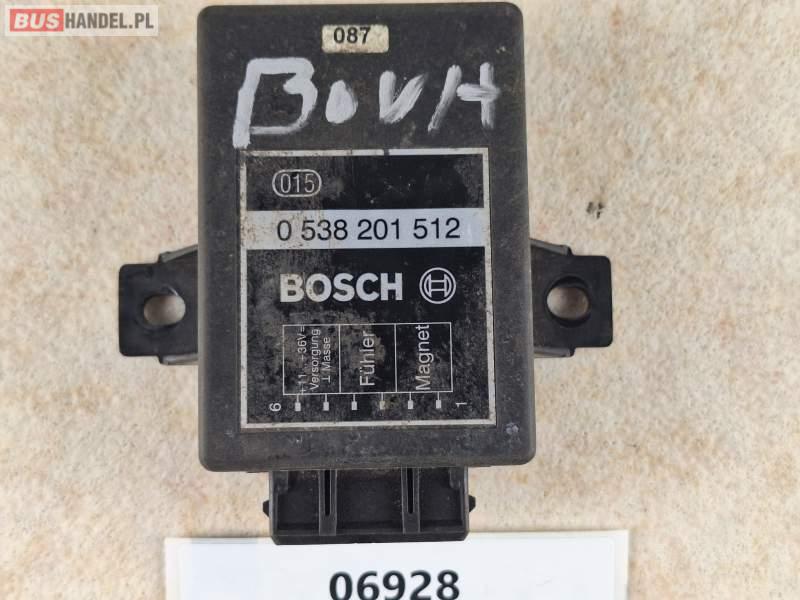 BUSHANDEL.PL
087
BOVH
015
0 538 201 512
BOSCH
+11...+36V=
Versorgung
⊥ Masse
Fühler
Magnet
6
1
06928